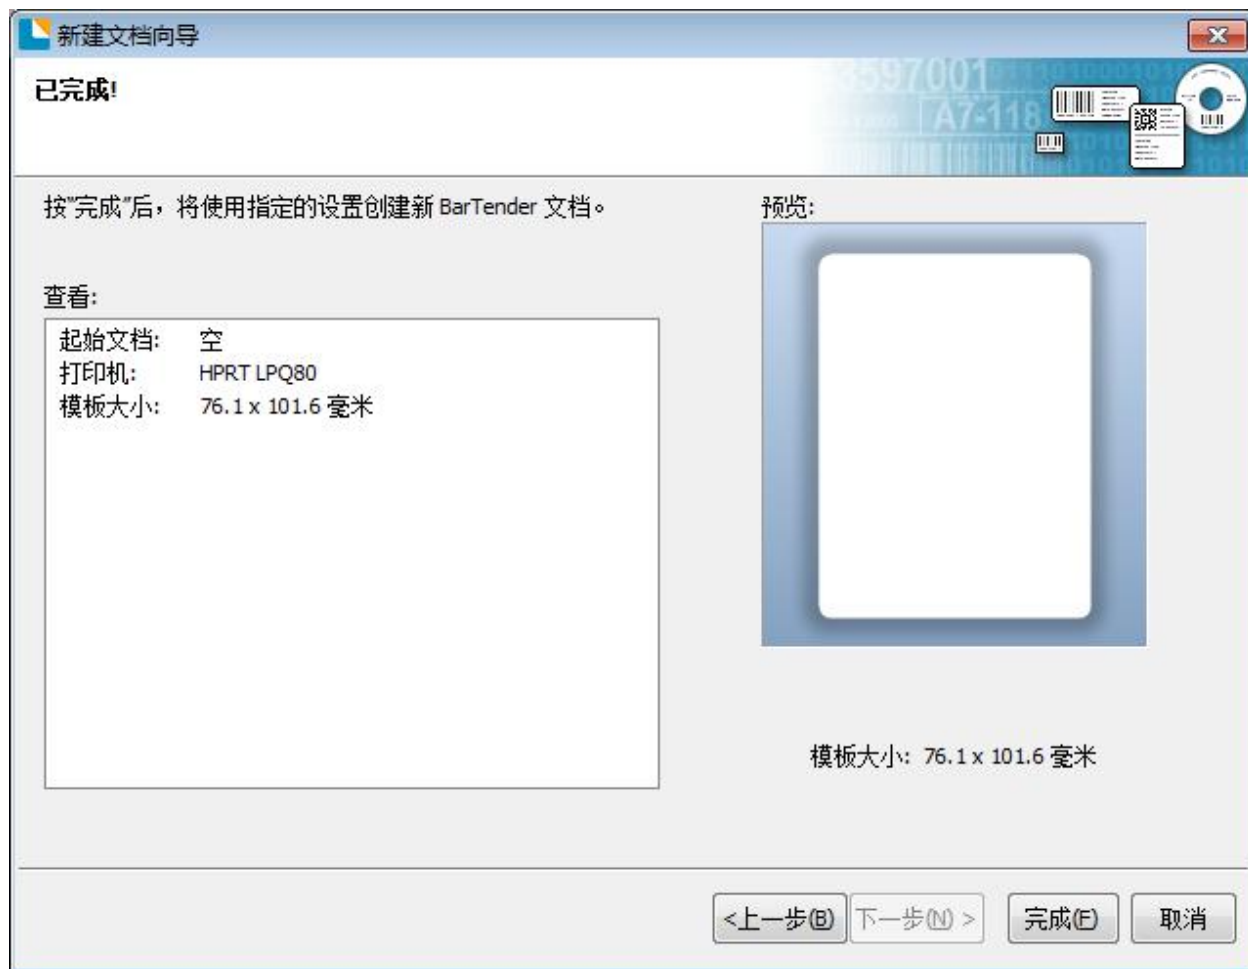 新建文档向导
已完成!
3597001
A7-118
按"完成"后，将使用指定的设置创建新 BarTender 文档。
预览:
查看:
起始文档: 空
打印机: HPRT LPQ80
模板大小: 76.1 x 101.6 毫米
模板大小: 76.1 x 101.6 毫米
<上一步(B) 下一步(N) > 完成(F) 取消